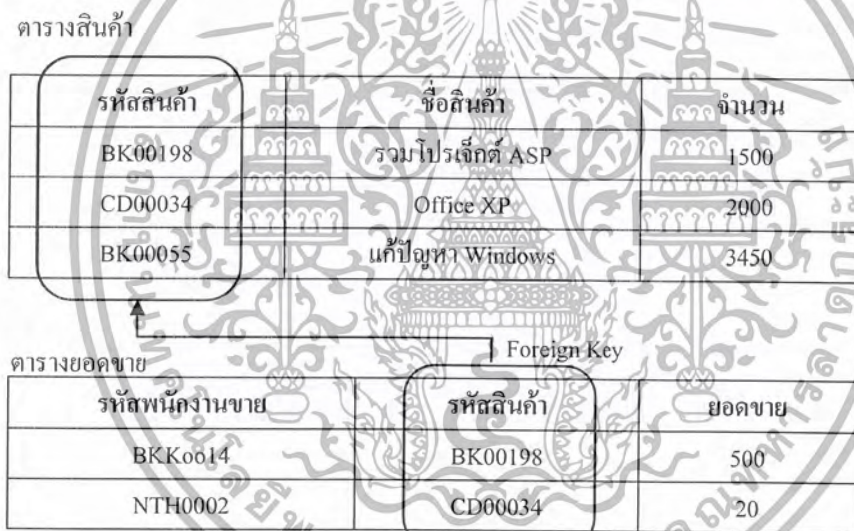 ตารางสินค้า
รหัสสินค้า ชื่อสินค้า จำนวน
BK00198 รวมโปรเจ็กต์ ASP 1500
CD00034 Office XP 2000
BK00055 แก้ปัญหา Windows 3450
Foreign Key
ตารางยอดขาย
รหัสพนักงานขาย รหัสสินค้า ยอดขาย
BKKoo14 BK00198 500
NTH0002 CD00034 20